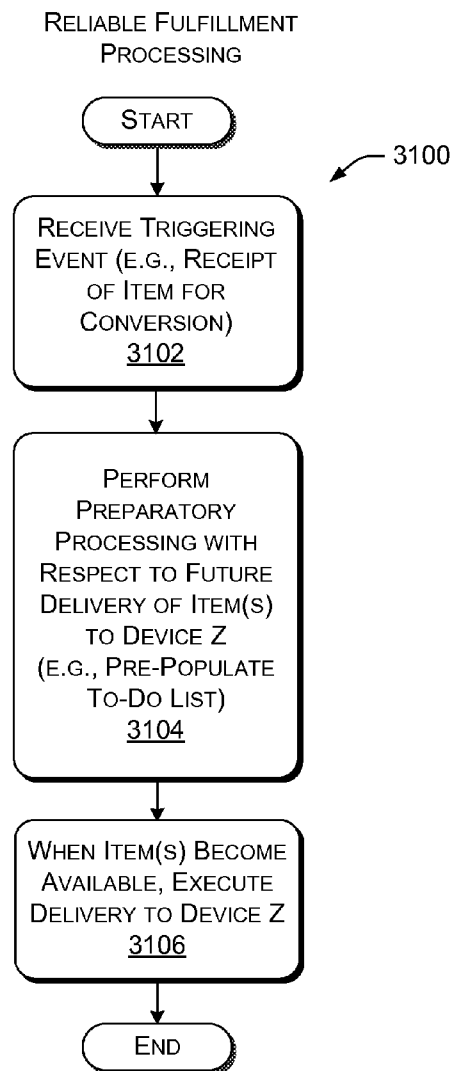 RELIABLE FULFILLMENT
PROCESSING
START
3100
RECEIVE TRIGGERING
EVENT (E.G., RECEIPT
OF ITEM FOR
CONVERSION)
3102
PERFORM
PREPARATORY
PROCESSING WITH
RESPECT TO FUTURE
DELIVERY OF ITEM(S)
TO DEVICE Z
(E.G., PRE-POPULATE
TO-DO LIST)
3104
WHEN ITEM(S) BECOME
AVAILABLE, EXECUTE
DELIVERY TO DEVICE Z
3106
END